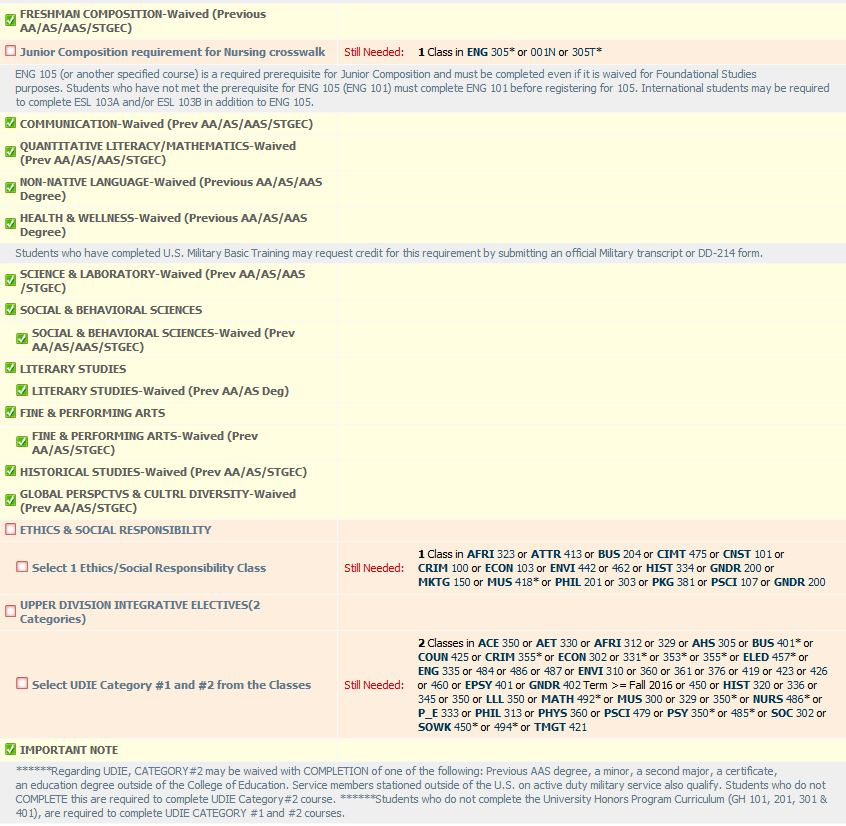 FRESHMAN COMPOSITION-Waived (Previous
AA/AS/AAS/STGEC)
Junior Composition requirement for Nursing crosswalk Still Needed: 1 Class in ENG 305* or 001N or 305T*
ENG 105 (or another specified course) is a required prerequisite for Junior Composition and must be completed even if it is waived for Foundational Studies
purposes. Students who have not met the prerequisite for ENG 105 (ENG 101) must complete ENG 101 before registering for 105. International students may be required
to complete ESL 103A and/or ESL 103B in addition to ENG 105.
COMMUNICATION-Waived (Prev AA/AS/AAS/STGEC)
QUANTITATIVE LITERACY/MATHEMATICS-Waived
(Prev AA/AS/AAS/STGEC)
NON-NATIVE LANGUAGE-Waived (Previous AA/AS/AAS
Degree)
HEALTH & WELLNESS-Waived (Previous AA/AS/AAS
Degree)
Students who have completed U.S. Military Basic Training may request credit for this requirement by submitting an official Military transcript or DD-214 form.
SCIENCE & LABORATORY-Waived (Prev AA/AS/AAS
/STGEC)
SOCIAL & BEHAVIORAL SCIENCES
SOCIAL & BEHAVIORAL SCIENCES-Waived (Prev
AA/AS/AAS/STGEC)
LITERARY STUDIES
LITERARY STUDIES-Waived (Prev AA/AS Deg)
FINE & PERFORMING ARTS
FINE & PERFORMING ARTS-Waived (Prev
AA/AS/STGEC)
HISTORICAL STUDIES-Waived (Prev AA/AS/STGEC)
GLOBAL PERSPCTVS & CULTRL DIVERSITY-Waived
(Prev AA/AS/STGEC)
ETHICS & SOCIAL RESPONSIBILITY
Select 1 Ethics/Social Responsibility Class Still Needed:
1 Class in AFRI 323 or ATTR 413 or BUS 204 or CIMT 475 or CNST 101 or
CRIM 100 or ECON 103 or ENVI 442 or 462 or HIST 334 or GNDR 200 or
MKTG 150 or MUS 418* or PHIL 201 or 303 or PKG 381 or PSCI 107 or GNDR 200
UPPER DIVISION INTEGRATIVE ELECTIVES(2
Categories)
Select UDIE Category #1 and #2 from the Classes Still Needed:
2 Classes in ACE 350 or AET 330 or AFRI 312 or 329 or AHS 305 or BUS 401* or
COUN 425 or CRIM 355* or ECON 302 or 331* or 353* or 355* or ELED 457* or
ENG 335 or 484 or 486 or 487 or ENVI 310 or 360 or 361 or 376 or 419 or 423 or 426
or 460 or EPSY 401 or GNDR 402 Term >= Fall 2016 or 450 or HIST 320 or 336 or
345 or 350 or LLL 350 or MATH 492* or MUS 300 or 329 or 350* or NURS 486* or
P_E 333 or PHIL 313 or PHYS 360 or PSCI 479 or PSY 350* or 485* or SOC 302 or
SOWK 450* or 494* or TMGT 421
IMPORTANT NOTE
******Regarding UDIE, CATEGORY#2 may be waived with COMPLETION of one of the following: Previous AAS degree, a minor, a second major, a certificate,
an education degree outside of the College of Education. Service members stationed outside of the U.S. on active duty military service also qualify. Students who do not
COMPLETE this are required to complete UDIE Category#2 course. ******Students who do not complete the University Honors Program Curriculum (GH 101, 201, 301 &
401), are required to complete UDIE CATEGORY #1 and #2 courses.